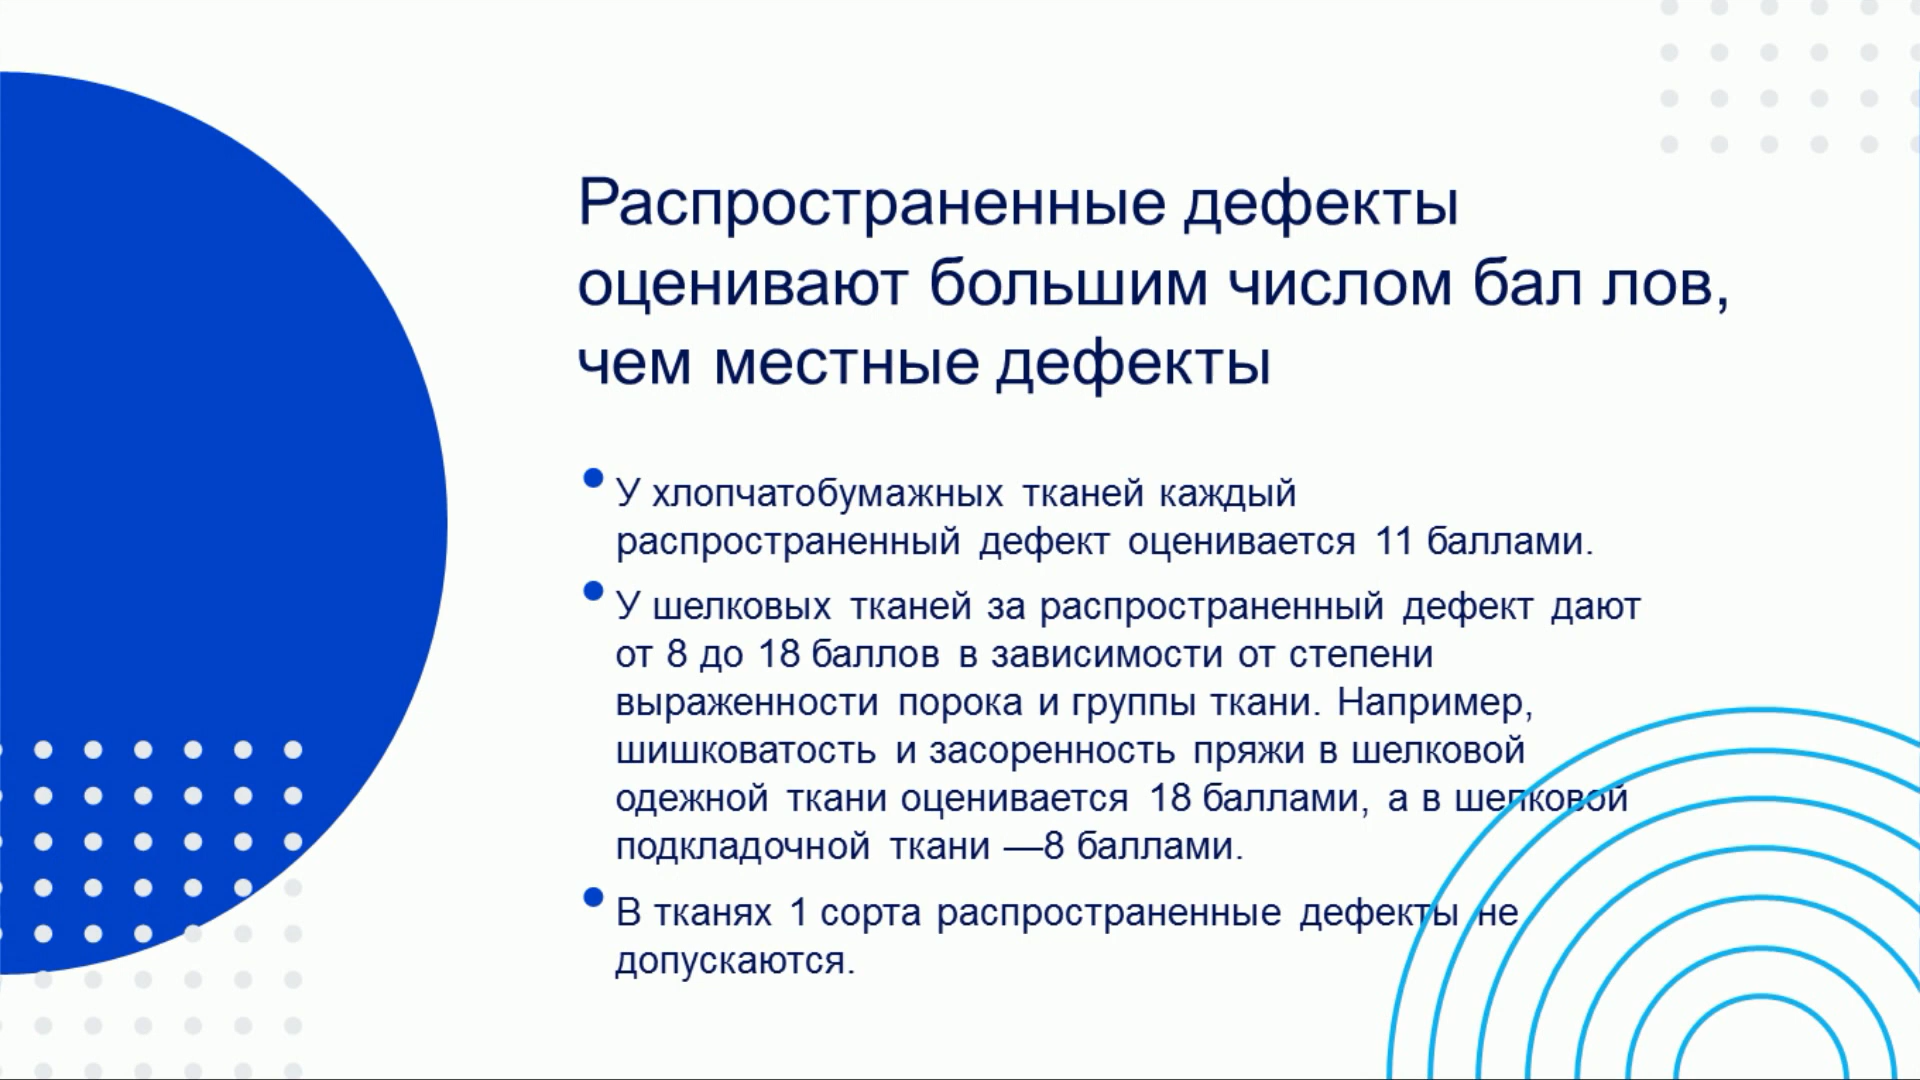 Распространенные дефекты
оценивают большим числом бал лов,
чем местные дефекты
У хлопчатобумажных тканей каждый
распространенный дефект оценивается 11 баллами.
У шелковых тканей за распространенный дефект дают
от 8 до 18 баллов в зависимости от степени
выраженности порока и группы ткани. Например,
шишковатость и засоренность пряжи в шелковой
одежной ткани оценивается 18 баллами, а в шелковой
подкладочной ткани —8 баллами.
В тканях 1 сорта распространенные дефекты не
допускаются.